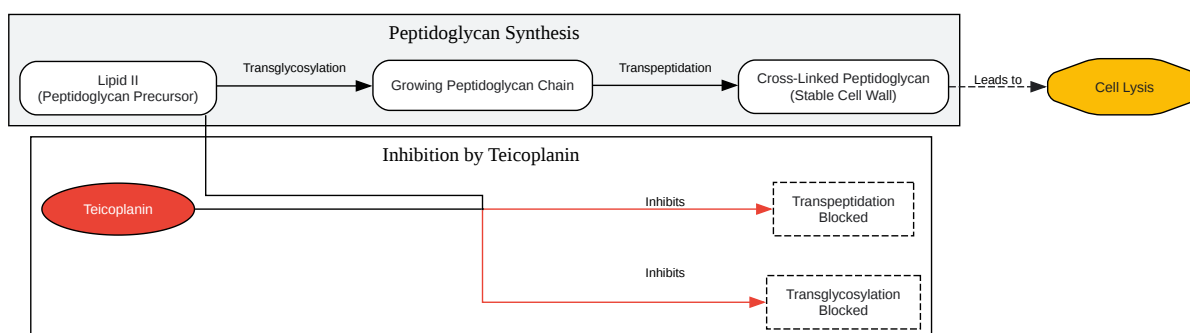 Peptidoglycan Synthesis
Lipid II
(Peptidoglycan Precursor)
Transglycosylation
Growing Peptidoglycan Chain
Transpeptidation
Cross-Linked Peptidoglycan
(Stable Cell Wall)
Leads to
Cell Lysis
Inhibition by Teicoplanin
Teicoplanin
Inhibits
Transpeptidation
Blocked
Inhibits
Transglycosylation
Blocked